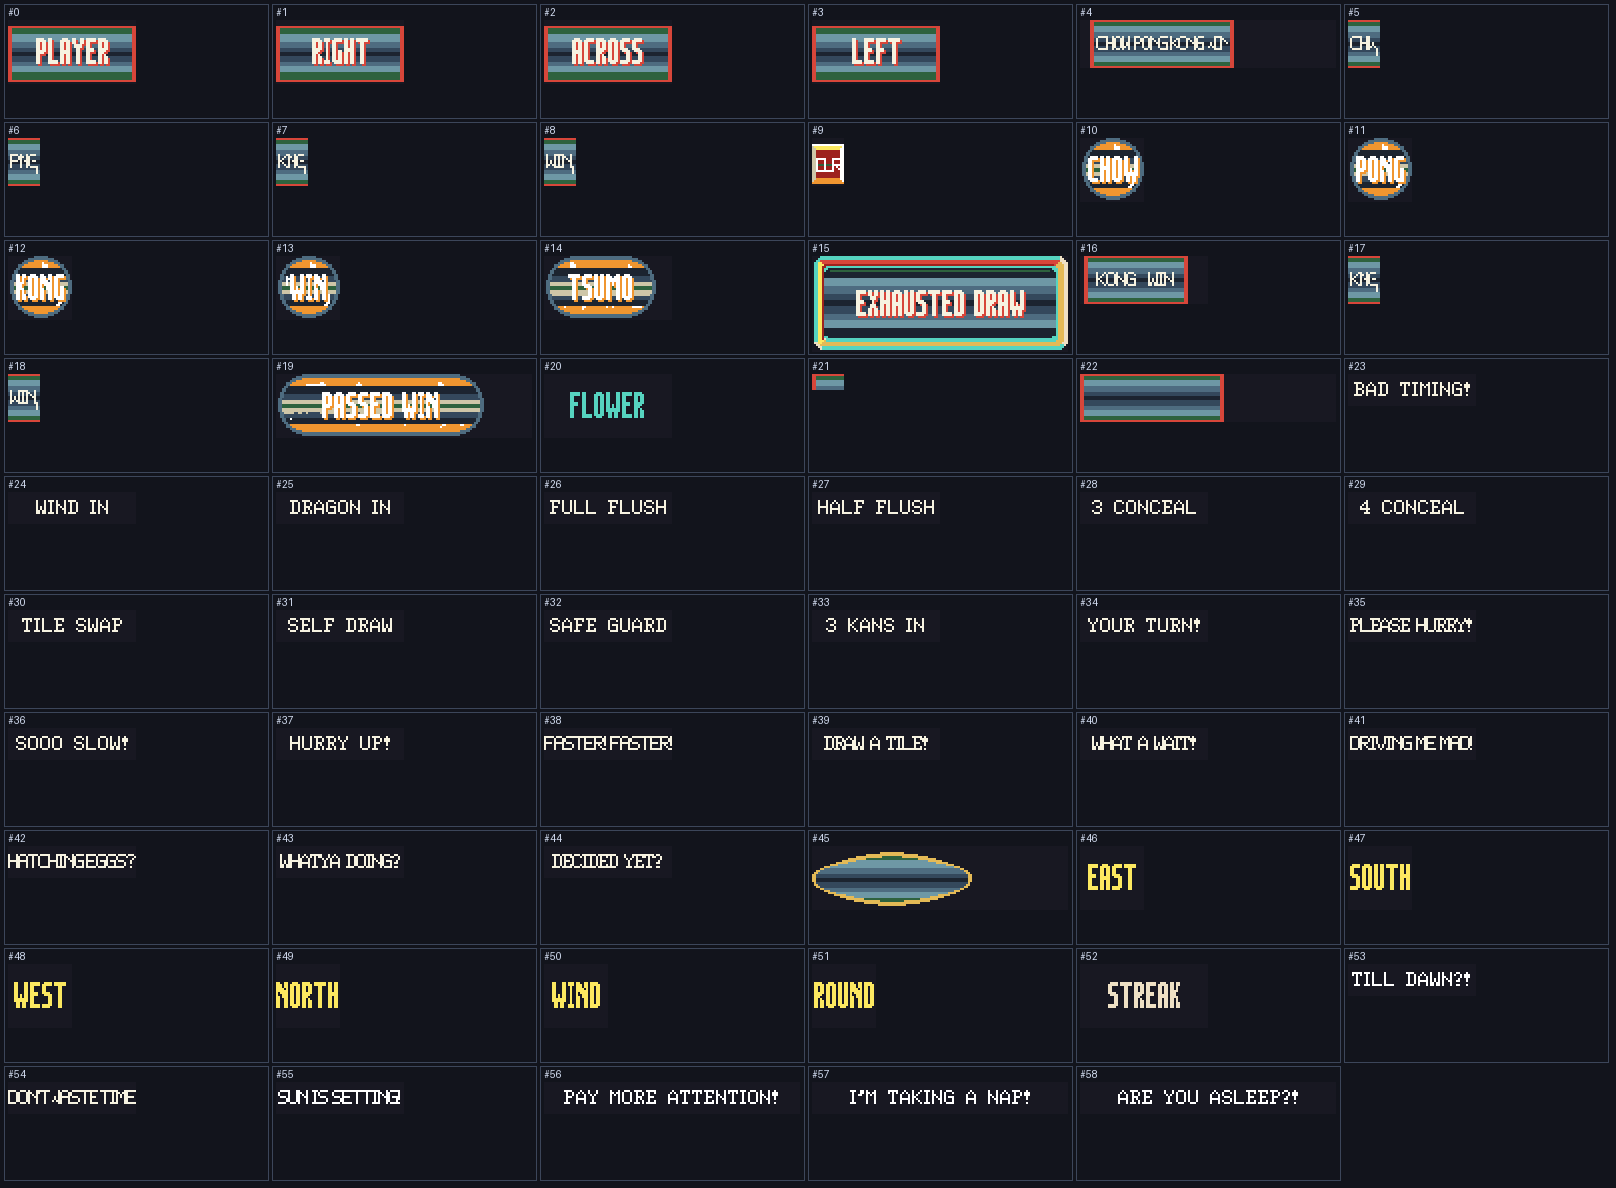 #0 #1 #2 #3 #4 #5
PLAYER RIGHT ACROSS LEFT CHOW PONG KONG
#6 #7 #8 #9 #10 #11
WIN CHOW PONG
#12 #13 #14 #15 #16 #17
KONG WIN TSUMO EXHAUSTED DRAW KONG WIN
#18 #19 #20 #21 #22 #23
WIN PASSED WIN FLOWER BAD TIMING!
#24 #25 #26 #27 #28 #29
WIND IN DRAGON IN FULL FLUSH HALF FLUSH 3 CONCEAL 4 CONCEAL
#30 #31 #32 #33 #34 #35
TILE SWAP SELF DRAW SAFE GUARD 3 KANS IN YOUR TURN! PLEASE HURRY!
#36 #37 #38 #39 #40 #41
SOOO SLOW! HURRY UP! FASTER! FASTER! DRAW A TILE! WHAT A WAIT! DRIVING ME MAD!
#42 #43 #44 #45 #46 #47
HATCHING EGGS? WHATYA DOING? DECIDED YET? EAST SOUTH
#48 #49 #50 #51 #52 #53
WEST NORTH WIND ROUND STREAK TILL DAWN?!
#54 #55 #56 #57 #58
DONT WASTE TIME SUN IS SETTING! PAY MORE ATTENTION! I'M TAKING A NAP! ARE YOU ASLEEP?!